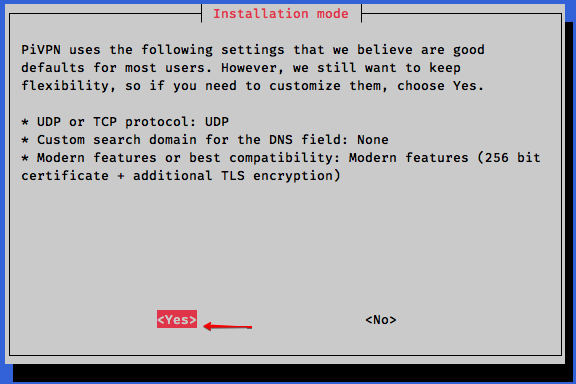 Installation mode
PiVPN uses the following settings that we believe are good
defaults for most users. However, we still want to keep
flexibility, so if you need to customize them, choose Yes.
* UDP or TCP protocol: UDP
* Custom search domain for the DNS field: None
* Modern features or best compatibility: Modern features (256 bit
certificate + additional TLS encryption)
<Yes> <No>